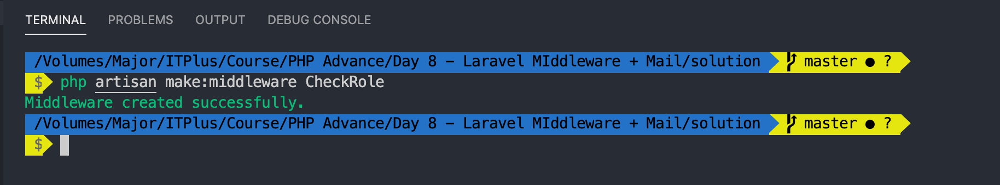 TERMINAL PROBLEMS OUTPUT DEBUG CONSOLE
/Volumes/Major/ITPlus/Course/PHP Advance/Day 8 - Laravel MIddleware + Mail/solution master ● ?
$ php artisan make:middleware CheckRole
Middleware created successfully.
/Volumes/Major/ITPlus/Course/PHP Advance/Day 8 - Laravel MIddleware + Mail/solution master ● ?
$